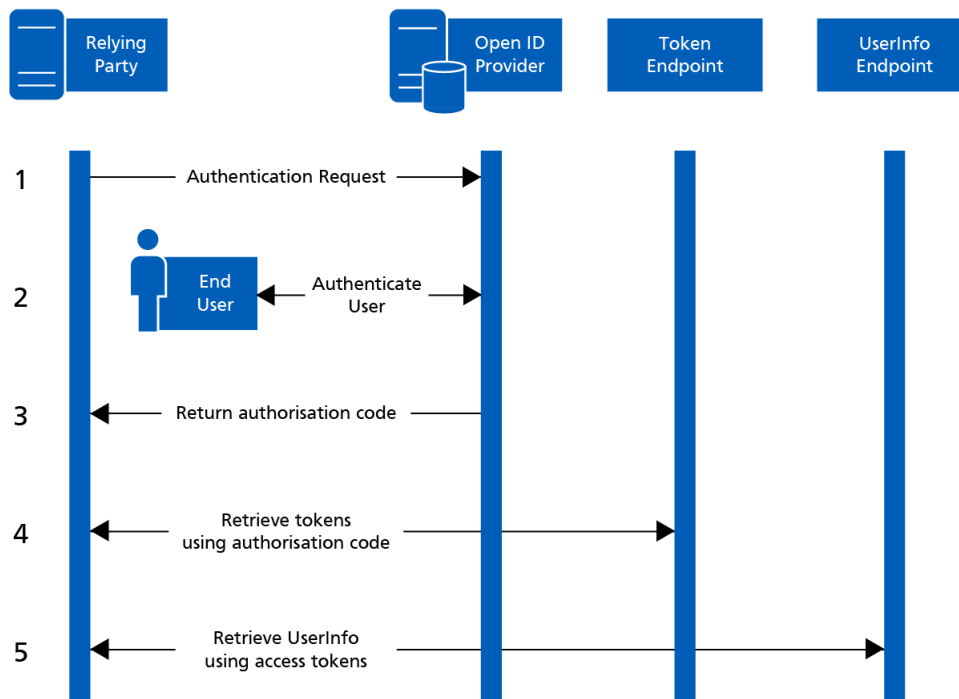 Relying
Party
Open ID
Provider
Token
Endpoint
UserInfo
Endpoint
1
Authentication Request
2
End
User
Authenticate
User
3
Return authorisation code
4
Retrieve tokens
using authorisation code
5
Retrieve UserInfo
using access tokens